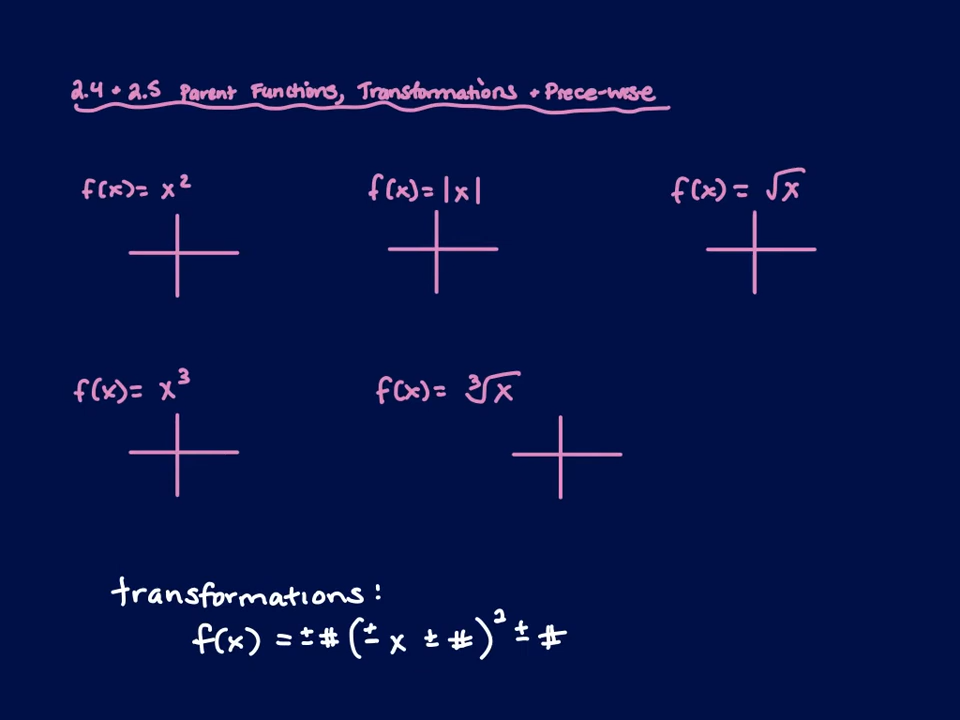 2.4 + 2.5 Parent Functions, Transformations + Piece-wise
f(x) = x² f(x) = |x| f(x) = √x
f(x) = x³ f(x) = ∛x
transformations:
f(x) = ± # (± x ± #)² ± #